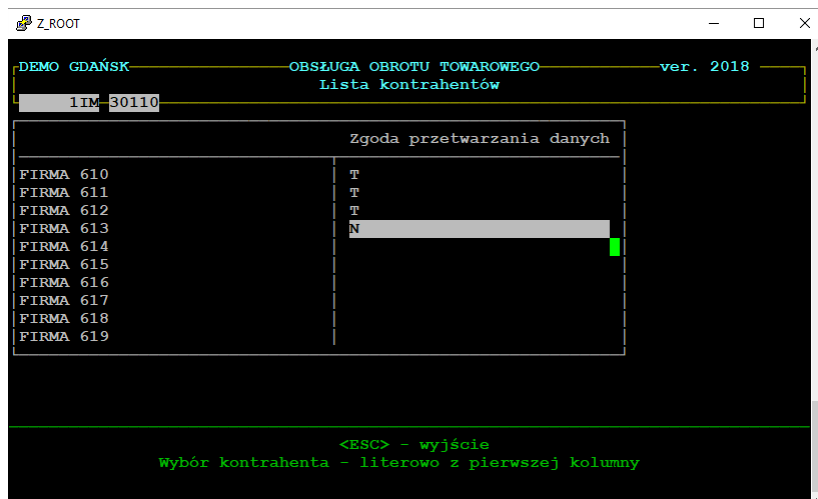 Z_ROOT
DEMO GDAŃSK OBSŁUGA OBROTU TOWAROWEGO ver. 2018
Lista kontrahentów
1IM 30110
Zgoda przetwarzania danych
FIRMA 610 T
FIRMA 611 T
FIRMA 612 T
FIRMA 613 N
FIRMA 614
FIRMA 615
FIRMA 616
FIRMA 617
FIRMA 618
FIRMA 619
<ESC> - wyjście
Wybór kontrahenta - literowo z pierwszej kolumny